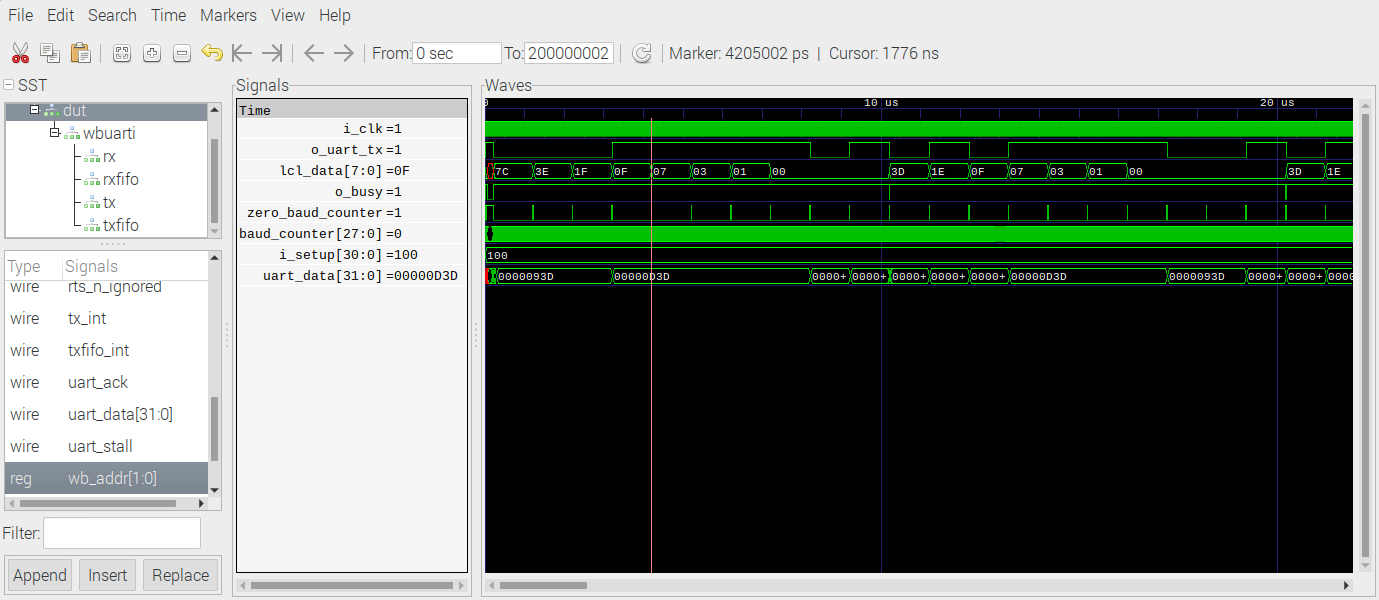 File Edit Search Time Markers View Help
From: 0 sec To: 200000002 Marker: 4205002 ps | Cursor: 1776 ns
SST
dut
wbuarti
rx
rxfifo
tx
txfifo
Type Signals
wire rts_n_ignored
wire tx_int
wire txfifo_int
wire uart_ack
wire uart_data[31:0]
wire uart_stall
reg wb_addr[1:0]
Filter:
Append Insert Replace
Signals
Time
i_clk=1
o_uart_tx=1
lcl_data[7:0]=0F
o_busy=1
zero_baud_counter=1
baud_counter[27:0]=0
i_setup[30:0]=100
uart_data[31:0]=00000D3D
Waves
0 10 us 20 us
7C 3E 1F 0F 07 03 01 00 3D 1E 0F 07 03 01 00 3D 1E
100
0000093D 00000D3D 0000+ 0000+ 0000+ 0000+ 0000+ 00000D3D 0000093D 0000+ 0000+ 0000